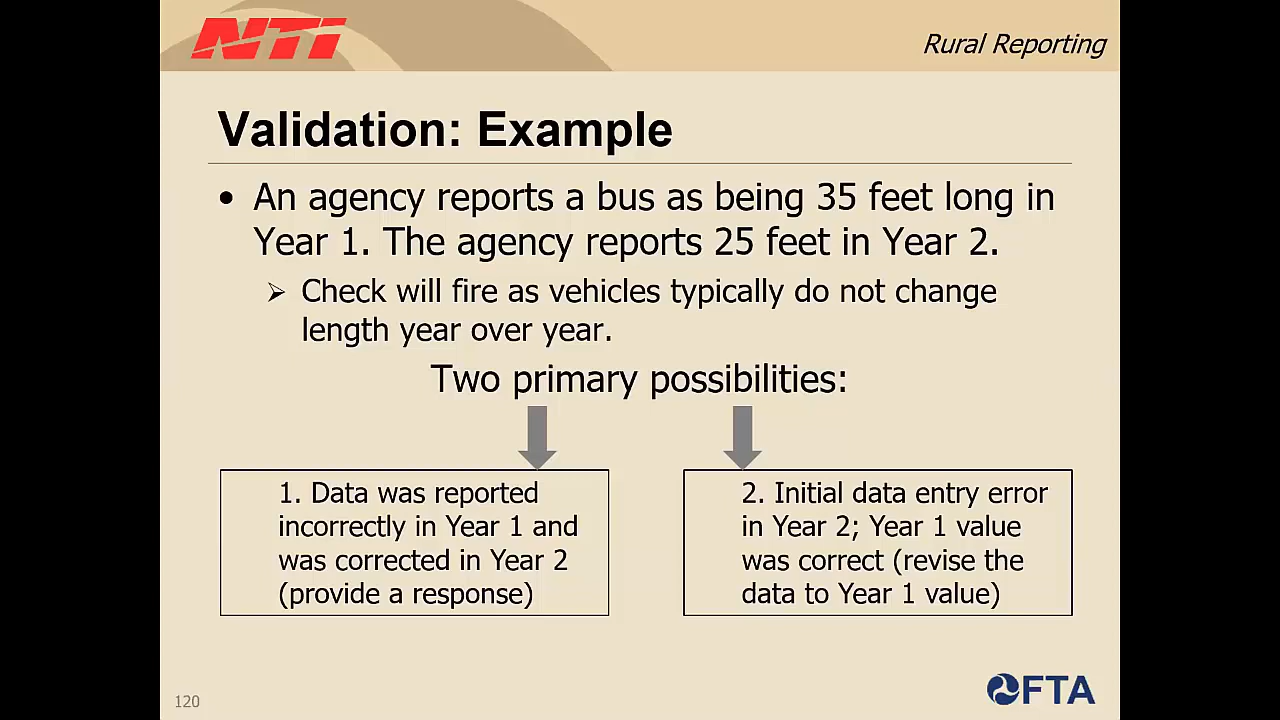 NTI
Rural Reporting
Validation: Example
• An agency reports a bus as being 35 feet long in
Year 1. The agency reports 25 feet in Year 2.
➢ Check will fire as vehicles typically do not change
length year over year.
Two primary possibilities:
1. Data was reported
incorrectly in Year 1 and
was corrected in Year 2
(provide a response)
2. Initial data entry error
in Year 2; Year 1 value
was correct (revise the
data to Year 1 value)
120
FTA